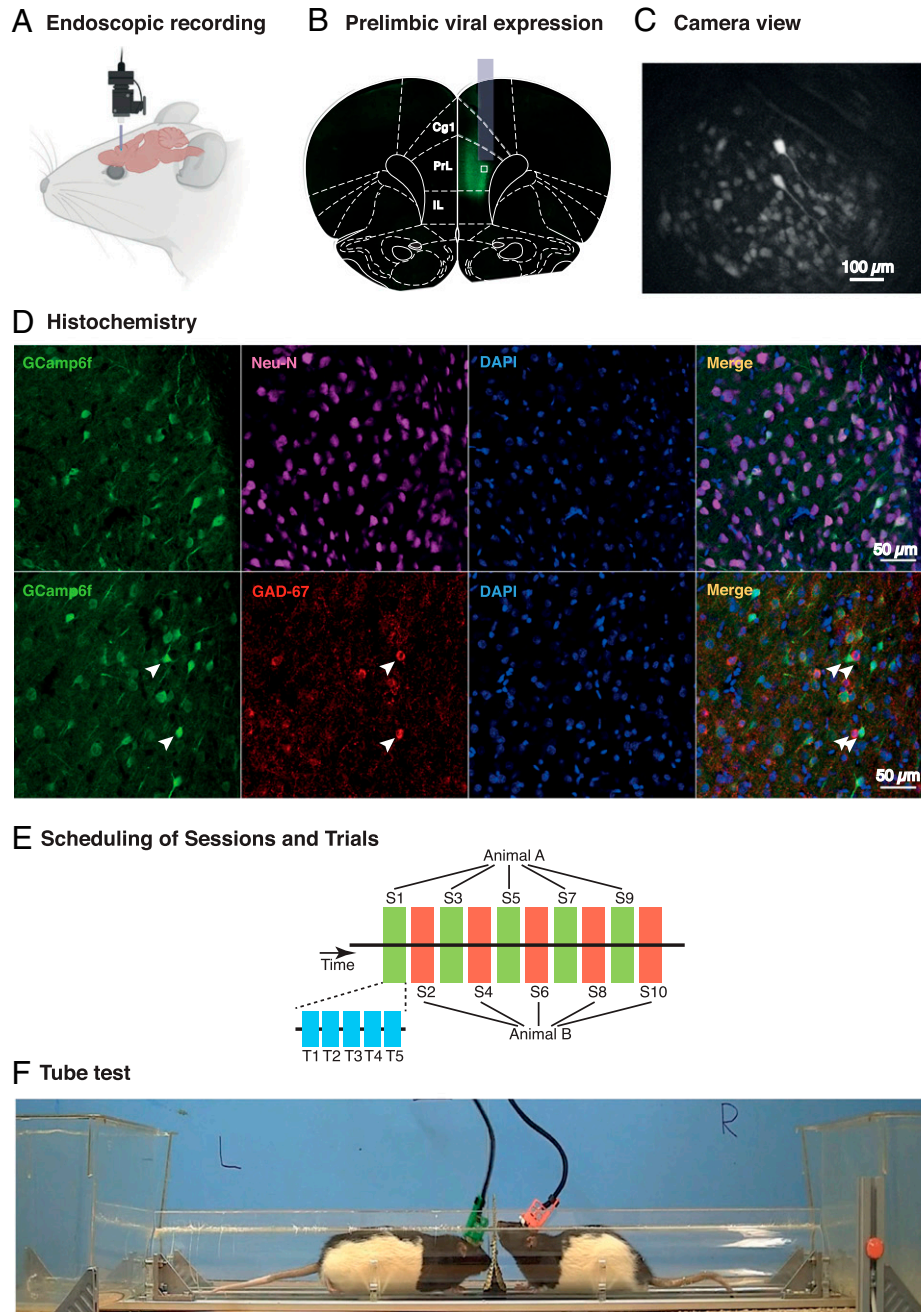 A Endoscopic recording
B Prelimbic viral expression
C Camera view
Cg1
PrL
IL
100 µm
D Histochemistry
GCamp6f
Neu-N
DAPI
Merge
50 µm
GCamp6f
GAD-67
DAPI
Merge
50 µm
E Scheduling of Sessions and Trials
Animal A
S1 S3 S5 S7 S9
Time
S2 S4 S6 S8 S10
Animal B
T1 T2 T3 T4 T5
F Tube test
L
R